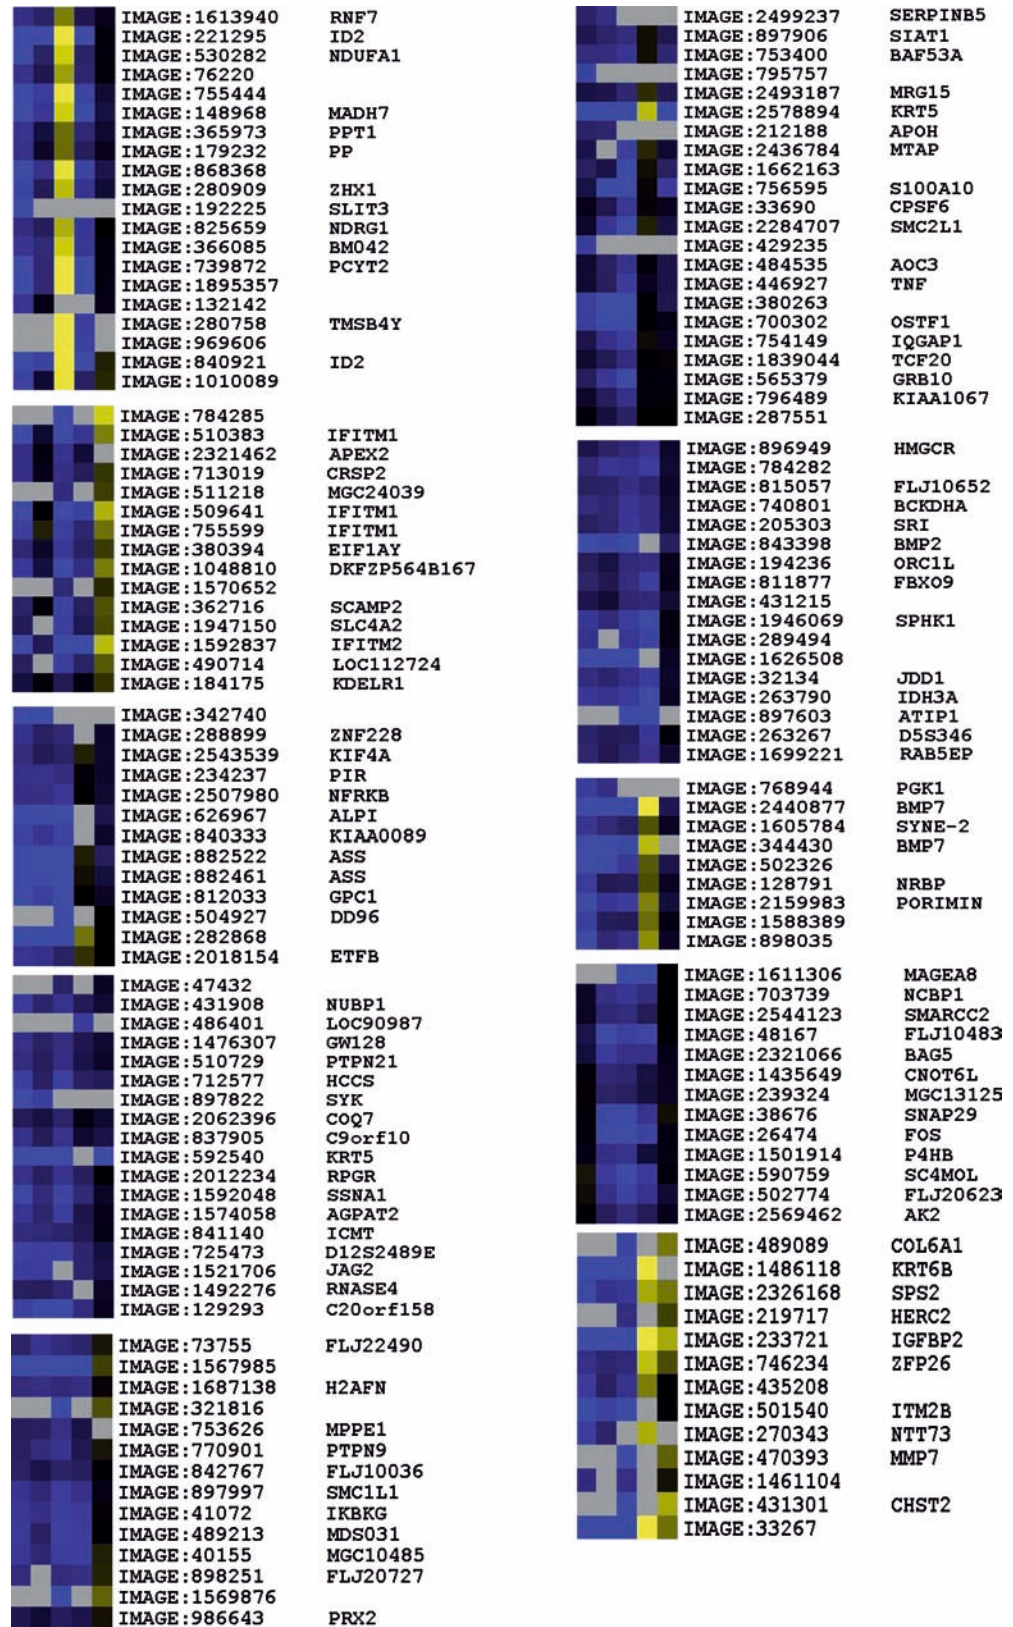 IMAGE:1613940 RNF7
IMAGE:221295 ID2
IMAGE:530282 NDUFA1
IMAGE:76220
IMAGE:755444
IMAGE:148968 MADH7
IMAGE:365973 PPT1
IMAGE:179232 PP
IMAGE:868368
IMAGE:280909 ZHX1
IMAGE:192225 SLIT3
IMAGE:825659 NDRG1
IMAGE:366085 BM042
IMAGE:739872 PCYT2
IMAGE:1895357
IMAGE:132142
IMAGE:280758 TMSB4Y
IMAGE:969606
IMAGE:840921 ID2
IMAGE:1010089
IMAGE:784285
IMAGE:510383 IFITM1
IMAGE:2321462 APEX2
IMAGE:713019 CRSP2
IMAGE:511218 MGC24039
IMAGE:509641 IFITM1
IMAGE:755599 IFITM1
IMAGE:380394 EIF1AY
IMAGE:1048810 DKFZP564B167
IMAGE:1570652
IMAGE:362716 SCAMP2
IMAGE:1947150 SLC4A2
IMAGE:1592837 IFITM2
IMAGE:490714 LOC112724
IMAGE:184175 KDELR1
IMAGE:342740
IMAGE:288899 ZNF228
IMAGE:2543539 KIF4A
IMAGE:234237 PIR
IMAGE:2507980 NFRKB
IMAGE:626967 ALPI
IMAGE:840333 KIAA0089
IMAGE:882522 ASS
IMAGE:882461 ASS
IMAGE:812033 GPC1
IMAGE:504927 DD96
IMAGE:282868
IMAGE:2018154 ETFB
IMAGE:47432
IMAGE:431908 NUBP1
IMAGE:486401 LOC90987
IMAGE:1476307 GW128
IMAGE:510729 PTPN21
IMAGE:712577 HCCS
IMAGE:897822 SYK
IMAGE:2062396 COQ7
IMAGE:837905 C9orf10
IMAGE:592540 KRT5
IMAGE:2012234 RPGR
IMAGE:1592048 SSNA1
IMAGE:1574058 AGPAT2
IMAGE:841140 ICMT
IMAGE:725473 D12S2489E
IMAGE:1521706 JAG2
IMAGE:1492276 RNASE4
IMAGE:129293 C20orf158
IMAGE:73755 FLJ22490
IMAGE:1567985
IMAGE:1687138 H2AFN
IMAGE:321816
IMAGE:753626 MPPE1
IMAGE:770901 PTPN9
IMAGE:842767 FLJ10036
IMAGE:897997 SMC1L1
IMAGE:41072 IKBKG
IMAGE:489213 MDS031
IMAGE:40155 MGC10485
IMAGE:898251 FLJ20727
IMAGE:1569876
IMAGE:986643 PRX2
IMAGE:2499237 SERPINB5
IMAGE:897906 SIAT1
IMAGE:753400 BAF53A
IMAGE:795757
IMAGE:2493187 MRG15
IMAGE:2578894 KRT5
IMAGE:212188 APOH
IMAGE:2436784 MTAP
IMAGE:1662163
IMAGE:756595 S100A10
IMAGE:33690 CPSF6
IMAGE:2284707 SMC2L1
IMAGE:429235
IMAGE:484535 AOC3
IMAGE:446927 TNF
IMAGE:380263
IMAGE:700302 OSTF1
IMAGE:754149 IQGAP1
IMAGE:1839044 TCF20
IMAGE:565379 GRB10
IMAGE:796489 KIAA1067
IMAGE:287551
IMAGE:896949 HMGCR
IMAGE:784282
IMAGE:815057 FLJ10652
IMAGE:740801 BCKDHA
IMAGE:205303 SRI
IMAGE:843398 BMP2
IMAGE:194236 ORC1L
IMAGE:811877 FBXO9
IMAGE:431215
IMAGE:1946069 SPHK1
IMAGE:289494
IMAGE:1626508
IMAGE:32134 JDD1
IMAGE:263790 IDH3A
IMAGE:897603 ATIP1
IMAGE:263267 D5S346
IMAGE:1699221 RAB5EP
IMAGE:768944 PGK1
IMAGE:2440877 BMP7
IMAGE:1605784 SYNE-2
IMAGE:344430 BMP7
IMAGE:502326
IMAGE:128791 NRBP
IMAGE:2159983 PORIMIN
IMAGE:1588389
IMAGE:898035
IMAGE:1611306 MAGEA8
IMAGE:703739 NCBP1
IMAGE:2544123 SMARCC2
IMAGE:48167 FLJ10483
IMAGE:2321066 BAG5
IMAGE:1435649 CNOT6L
IMAGE:239324 MGC13125
IMAGE:38676 SNAP29
IMAGE:26474 FOS
IMAGE:1501914 P4HB
IMAGE:590759 SC4MOL
IMAGE:502774 FLJ20623
IMAGE:2569462 AK2
IMAGE:489089 COL6A1
IMAGE:1486118 KRT6B
IMAGE:2326168 SPS2
IMAGE:219717 HERC2
IMAGE:233721 IGFBP2
IMAGE:746234 ZFP26
IMAGE:435208
IMAGE:501540 ITM2B
IMAGE:270343 NTT73
IMAGE:470393 MMP7
IMAGE:1461104
IMAGE:431301 CHST2
IMAGE:33267